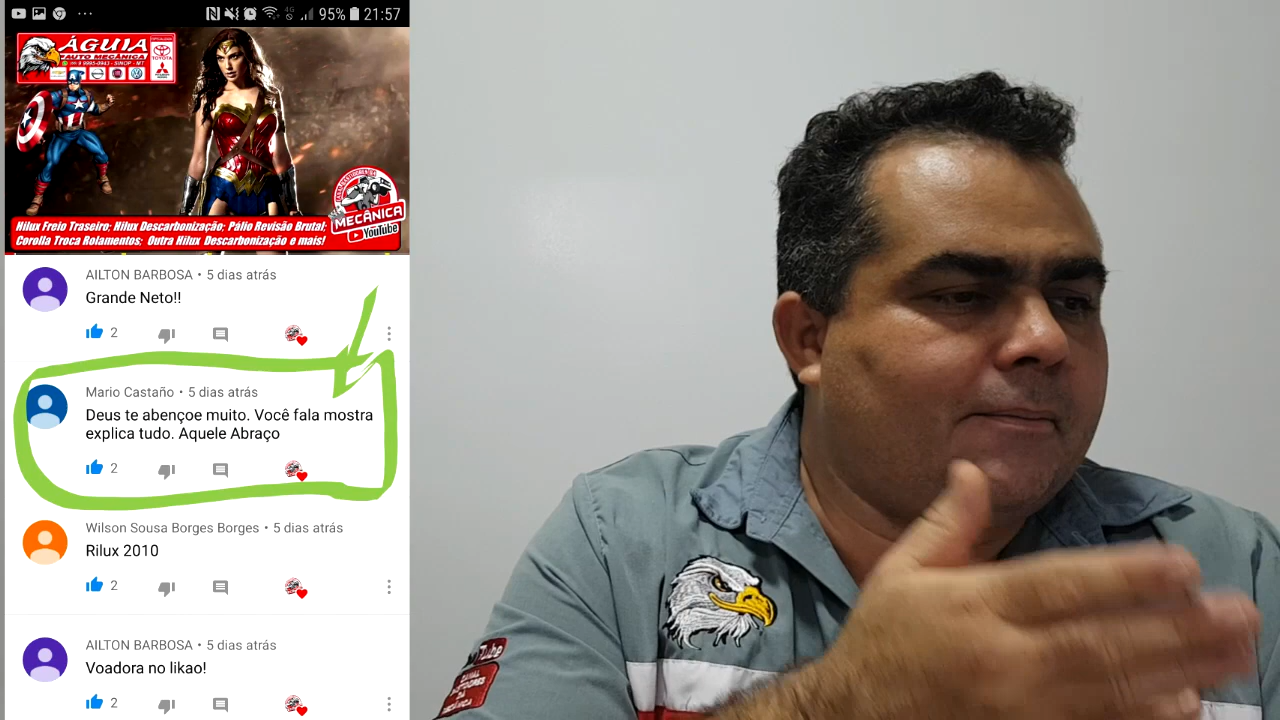 4G
95%
21:57
ÁGUIA
AUTO MECÂNICA
TOYOTA
Hilux Freio Traseiro; Hilux Descarbonização; Pálio Revisão Brutal;
Corolla Troca Rolamentos; Outra Hilux Descarbonização e mais!
MECÂNICA
YouTube
AILTON BARBOSA • 5 dias atrás
Grande Neto!!
2
Mario Castaño • 5 dias atrás
Deus te abençoe muito. Você fala mostra
explica tudo. Aquele Abraço
2
Wilson Sousa Borges Borges • 5 dias atrás
Rilux 2010
2
AILTON BARBOSA • 5 dias atrás
Voadora no likao!
2